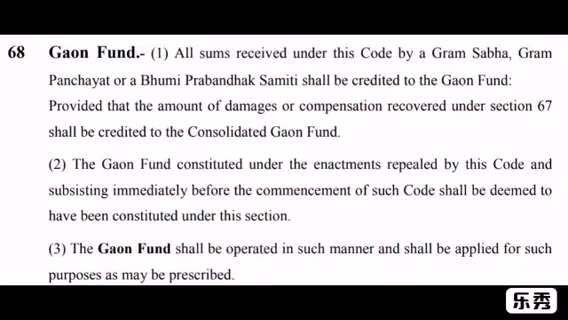 68 Gaon Fund.- (1) All sums received under this Code by a Gram Sabha, Gram
Panchayat or a Bhumi Prabandhak Samiti shall be credited to the Gaon Fund:
Provided that the amount of damages or compensation recovered under section 67
shall be credited to the Consolidated Gaon Fund.
(2) The Gaon Fund constituted under the enactments repealed by this Code and
subsisting immediately before the commencement of such Code shall be deemed to
have been constituted under this section.
(3) The Gaon Fund shall be operated in such manner and shall be applied for such
purposes as may be prescribed.
乐秀